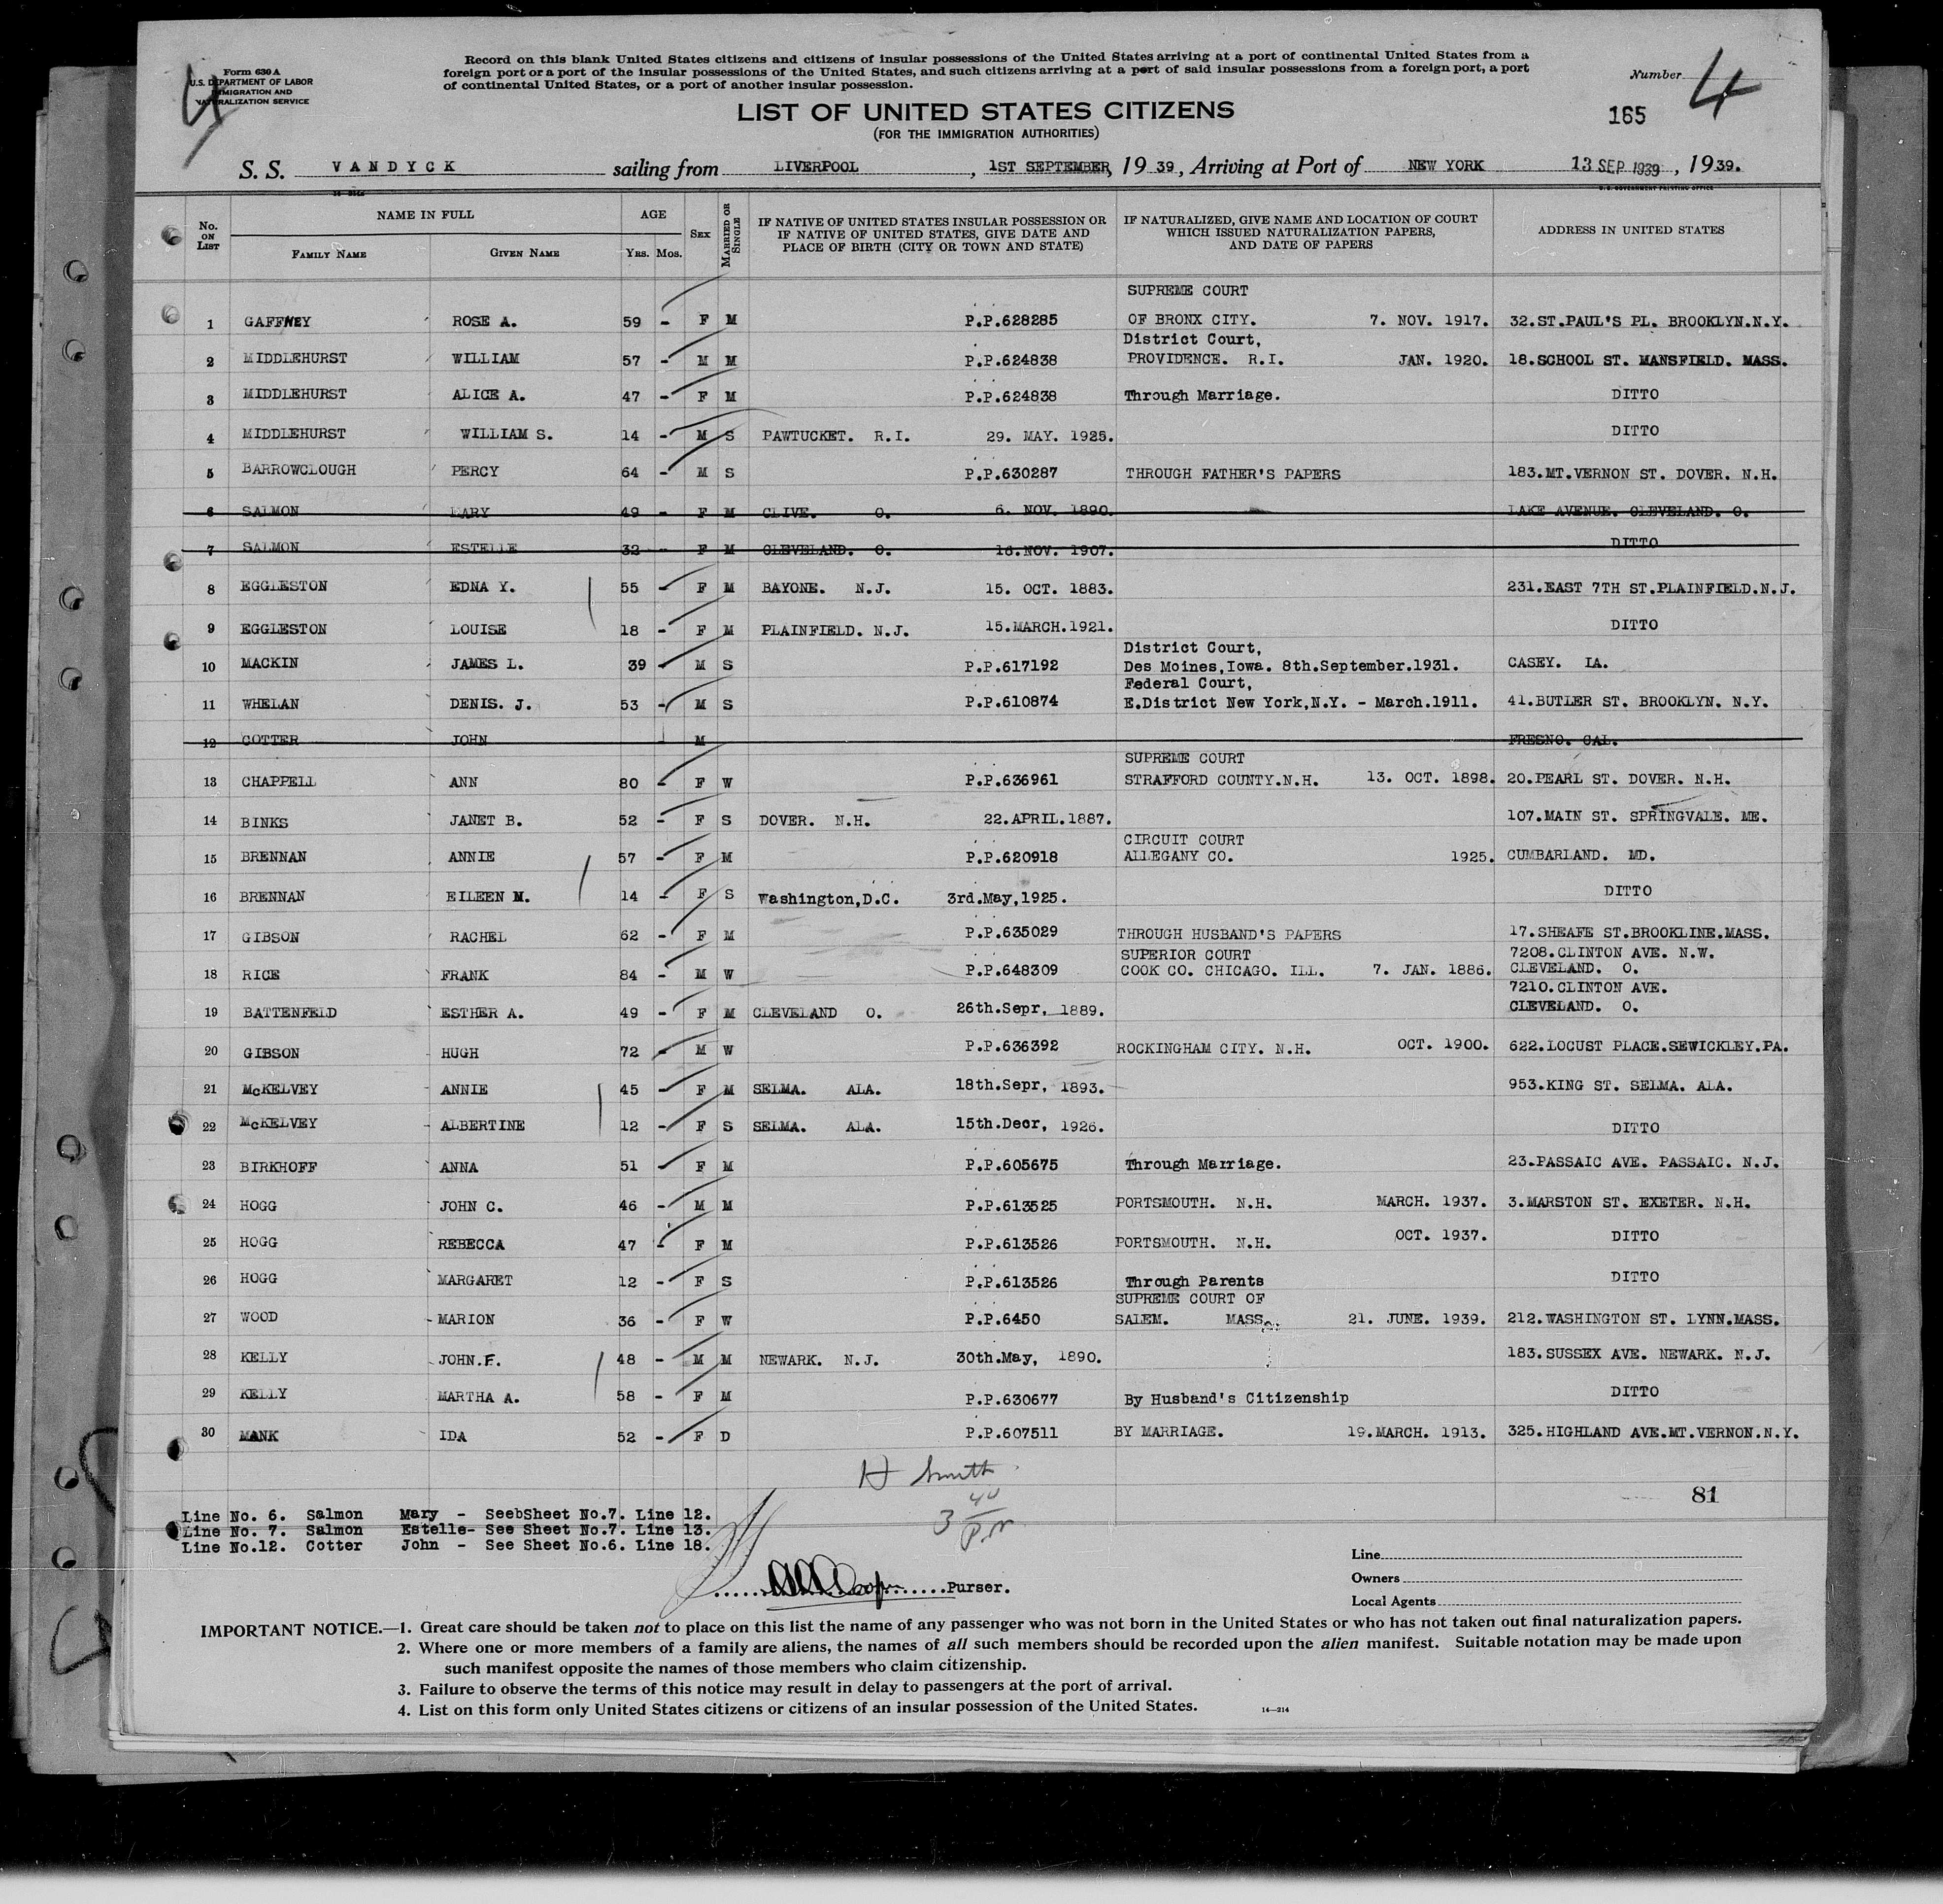 Form 630 A
U.S. DEPARTMENT OF LABOR
IMMIGRATION AND
NATURALIZATION SERVICE
4
Record on this blank United States citizens and citizens of insular possessions of the United States arriving at a port of continental United States from a
foreign port or a port of the insular possessions of the United States, and such citizens arriving at a port of said insular possessions from a foreign port, a port
of continental United States, or a port of another insular possession.
Number 4
LIST OF UNITED STATES CITIZENS
(FOR THE IMMIGRATION AUTHORITIES)
165
S. S. VANDYCK sailing from LIVERPOOL, 1ST SEPTEMBER, 19 39, Arriving at Port of NEW YORK 13 SEP 1939, 1939.
U.S. GOVERNMENT PRINTING OFFICE
No. ON LIST
NAME IN FULL
FAMILY NAME
GIVEN NAME
AGE
YRS. MOS.
SEX
MARRIED OR SINGLE
IF NATIVE OF UNITED STATES INSULAR POSSESSION OR
IF NATIVE OF UNITED STATES, GIVE DATE AND
PLACE OF BIRTH (CITY OR TOWN AND STATE)
IF NATURALIZED, GIVE NAME AND LOCATION OF COURT
WHICH ISSUED NATURALIZATION PAPERS,
AND DATE OF PAPERS
ADDRESS IN UNITED STATES
SUPREME COURT
1 GAFFNEY ROSE A. 59 - F M P.P.628285 OF BRONX CITY. 7. NOV. 1917. 32.ST.PAUL'S PL. BROOKLYN.N.Y.
District Court,
2 MIDDLEHURST WILLIAM 57 - M M P.P.624838 PROVIDENCE. R.I. JAN. 1920. 18.SCHOOL ST. MANSFIELD. MASS.
3 MIDDLEHURST ALICE A. 47 - F M P.P.624838 Through Marriage. DITTO
4 MIDDLEHURST WILLIAM S. 14 - M S PAWTUCKET. R.I. 29. MAY. 1925. DITTO
5 BARROWCLOUGH PERCY 64 - M S P.P.630287 THROUGH FATHER'S PAPERS 183.MT.VERNON ST. DOVER. N.H.
6 SALMON MARY 49 - F M CLIVE. O. 6. NOV. 1890. LAKE AVENUE. CLEVELAND. O.
7 SALMON ESTELLE 32 - F M CLEVELAND. O. 16.NOV. 1907. DITTO
8 EGGLESTON EDNA Y. 55 - F M BAYONE. N.J. 15. OCT. 1883. 231.EAST 7TH ST.PLAINFIELD.N.J.
9 EGGLESTON LOUISE 18 - F M PLAINFIELD. N.J. 15.MARCH.1921. DITTO
District Court,
10 MACKIN JAMES L. 39 - M S P.P.617192 Des Moines,Iowa. 8th.September.1931. CASEY. IA.
Federal Court,
11 WHELAN DENIS. J. 53 - M S P.P.610874 E.District New York,N.Y. - March.1911. 41.BUTLER ST. BROOKLYN. N.Y.
12 COTTER JOHN M FRESNO. CAL.
SUPREME COURT
13 CHAPPELL ANN 80 - F W P.P.636961 STRAFFORD COUNTY.N.H. 13. OCT. 1898. 20.PEARL ST. DOVER. N.H.
14 BINKS JANET B. 52 - F S DOVER. N.H. 22.APRIL.1887. 107.MAIN ST. SPRINGVALE. ME.
CIRCUIT COURT
15 BRENNAN ANNIE 57 - F M P.P.620918 ALLEGANY CO. 1925. CUMBARLAND. MD.
16 BRENNAN EILEEN M. 14 - F S Washington,D.C. 3rd.May,1925. DITTO
17 GIBSON RACHEL 62 - F M P.P.635029 THROUGH HUSBAND'S PAPERS 17.SHEAFE ST.BROOKLINE.MASS.
SUPERIOR COURT 7208.CLINTON AVE. N.W.
18 RICE FRANK 84 - M W P.P.648309 COOK CO. CHICAGO. ILL. 7. JAN. 1886. CLEVELAND. O.
7210.CLINTON AVE.
19 BATTENFELD ESTHER A. 49 - F M CLEVELAND O. 26th.Sepr, 1889. CLEVELAND. O.
20 GIBSON HUGH 72 - M W P.P.636392 ROCKINGHAM CITY. N.H. OCT. 1900. 622.LOCUST PLACE.SEWICKLEY.PA.
21 McKELVEY ANNIE 45 - F M SELMA. ALA. 18th.Sepr, 1893. 953.KING ST. SELMA. ALA.
22 McKELVEY ALBERTINE 12 - F S SELMA. ALA. 15th.Decr, 1926. DITTO
23 BIRKHOFF ANNA 51 - F M P.P.605675 Through Marriage. 23.PASSAIC AVE. PASSAIC. N.J.
24 HOGG JOHN C. 46 - M M P.P.613525 PORTSMOUTH. N.H. MARCH. 1937. 3.MARSTON ST. EXETER. N.H.
25 HOGG REBECCA 47 - F M P.P.613526 PORTSMOUTH. N.H. OCT. 1937. DITTO
26 HOGG MARGARET 12 - F S P.P.613526 Through Parents DITTO
SUPREME COURT OF
27 WOOD MARION 36 - F W P.P.6450 SALEM. MASS. 21. JUNE. 1939. 212.WASHINGTON ST. LYNN.MASS.
28 KELLY JOHN.F. 48 - M M NEWARK. N.J. 30th.May, 1890. 183.SUSSEX AVE. NEWARK. N.J.
29 KELLY MARTHA A. 58 - F M P.P.630677 By Husband's Citizenship DITTO
30 MANK IDA 52 - F D P.P.607511 BY MARRIAGE. 19.MARCH. 1913. 325.HIGHLAND AVE.MT.VERNON.N.Y.
H Smith
3 40 P.M
81
Line No. 6. Salmon Mary - SeebSheet No.7. Line 12.
Line No. 7. Salmon Estelle- See Sheet No.7. Line 13.
Line No.12. Cotter John - See Sheet No.6. Line 18.
Cooper Purser.
Line
Owners
Local Agents
IMPORTANT NOTICE.—1. Great care should be taken not to place on this list the name of any passenger who was not born in the United States or who has not taken out final naturalization papers.
2. Where one or more members of a family are aliens, the names of all such members should be recorded upon the alien manifest. Suitable notation may be made upon
such manifest opposite the names of those members who claim citizenship.
3. Failure to observe the terms of this notice may result in delay to passengers at the port of arrival.
4. List on this form only United States citizens or citizens of an insular possession of the United States.
14—214